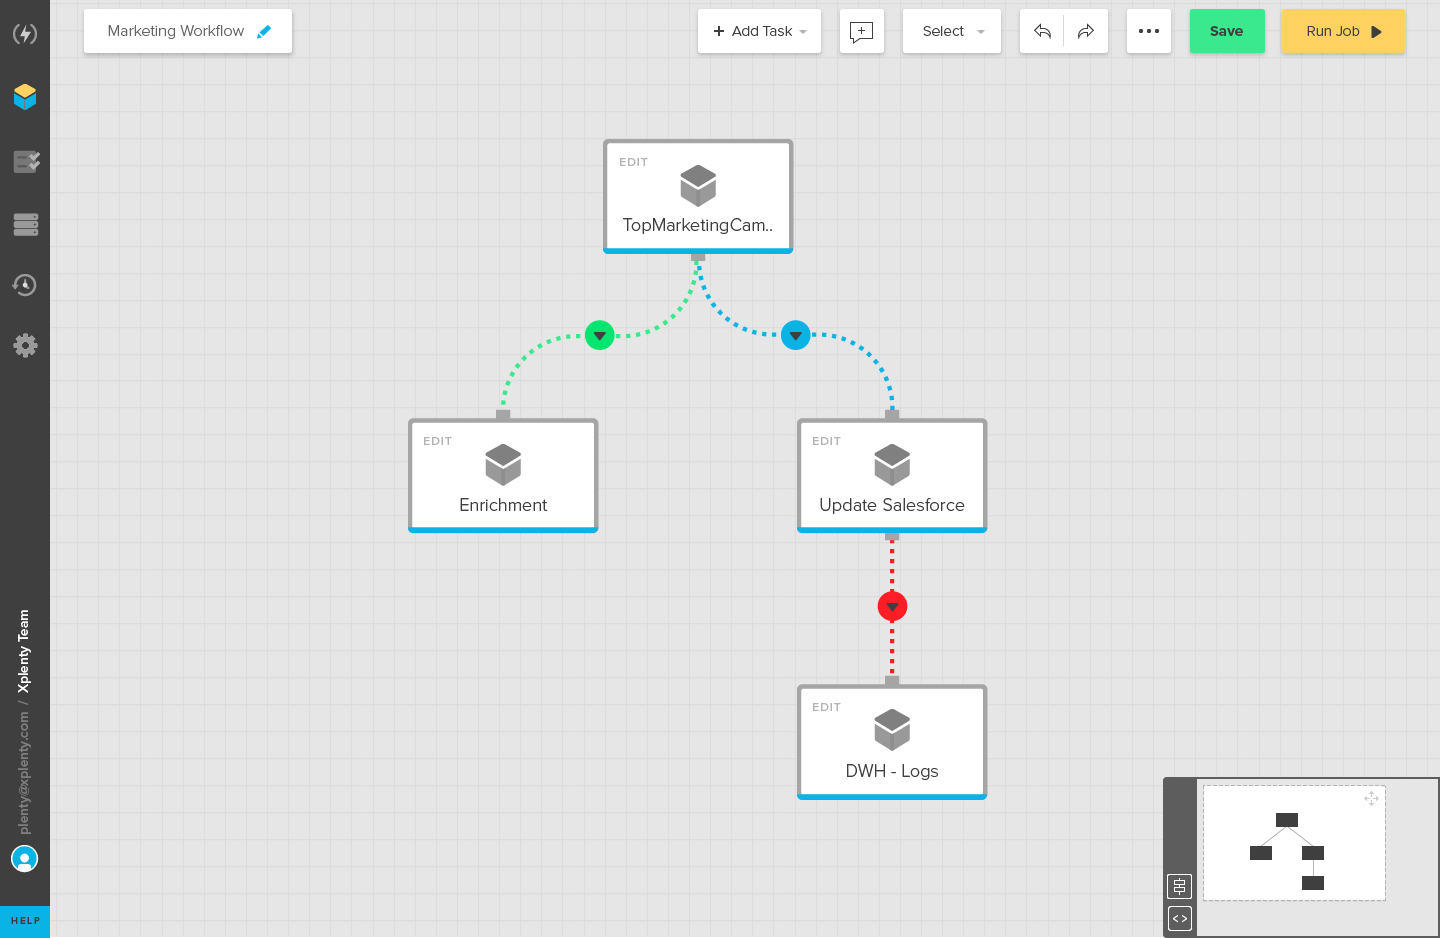 Marketing Workflow
+ Add Task
Select
Save
Run Job
EDIT
TopMarketingCam..
EDIT
Enrichment
EDIT
Update Salesforce
EDIT
DWH - Logs
plenty@xplenty.com / Xplenty Team
HELP